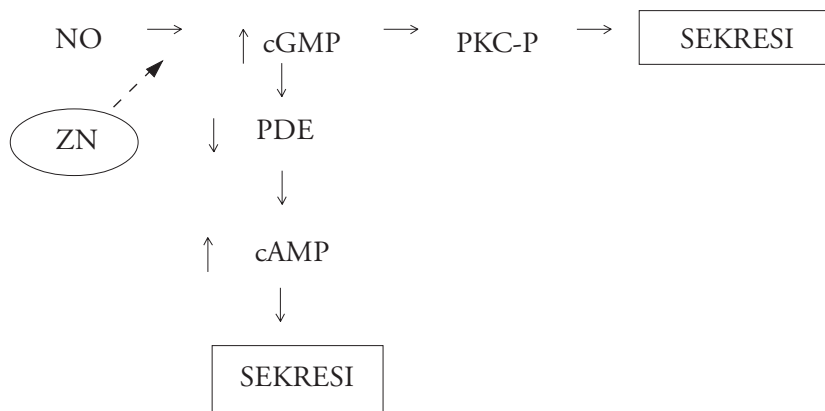 NO → ↑ cGMP → PKC-P → SEKRESI
ZN
↓ PDE
↑ cAMP
SEKRESI